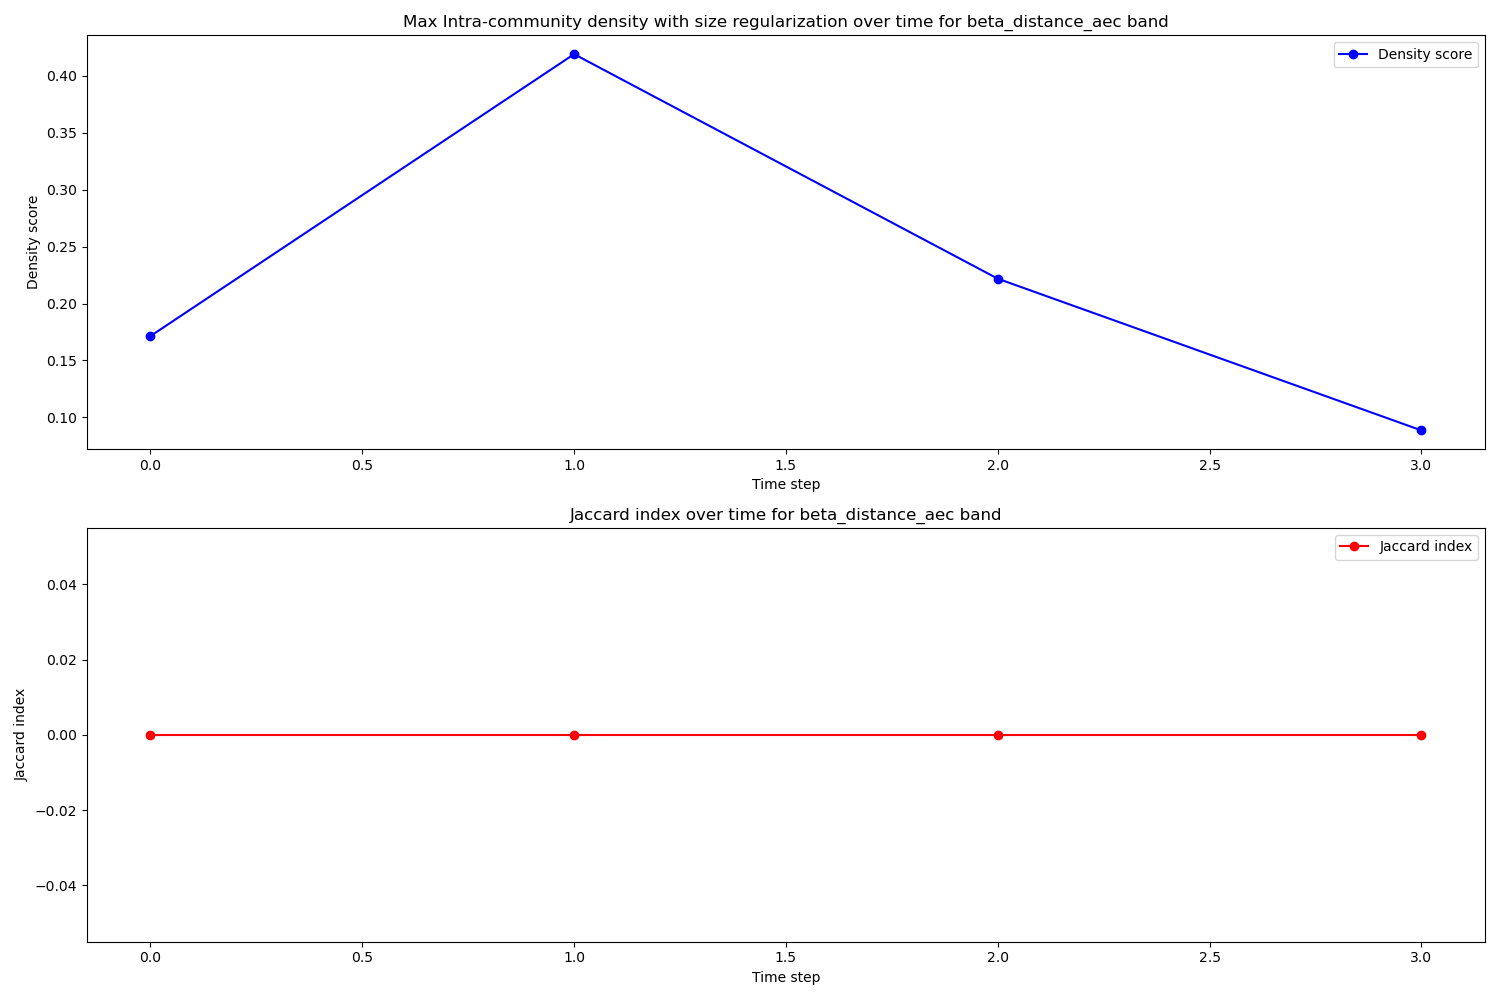 Max Intra-community density with size regularization over time for beta_distance_aec band
Density score
0.40
0.35
0.30
0.25
0.20
0.15
0.10
Density score
0.0 0.5 1.0 1.5 2.0 2.5 3.0
Time step
Jaccard index over time for beta_distance_aec band
Jaccard index
0.04
0.02
0.00
−0.02
−0.04
Jaccard index
0.0 0.5 1.0 1.5 2.0 2.5 3.0
Time step